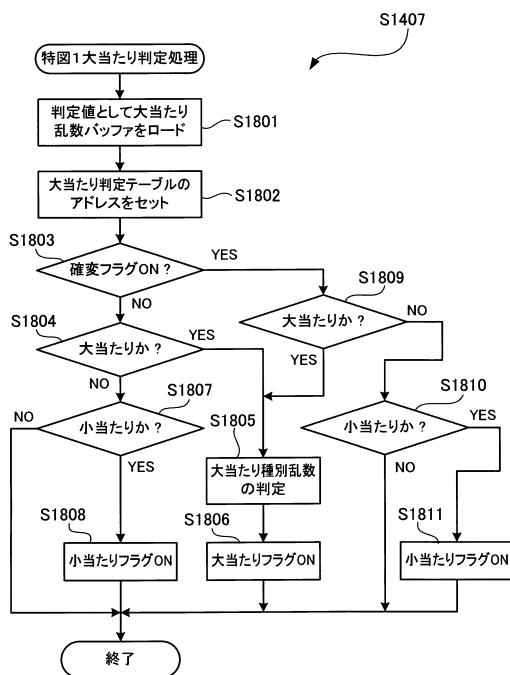 S1407
特図1大当たり判定処理
判定値として大当たり
乱数バッファをロード
S1801
大当たり判定テーブルの
アドレスをセット
S1802
S1803
確変フラグON?
YES
NO
S1809
大当たりか?
NO
YES
S1804
大当たりか?
YES
NO
S1807
小当たりか?
NO
YES
S1805
大当たり種別乱数
の判定
S1810
小当たりか?
YES
NO
S1808
小当たりフラグON
S1806
大当たりフラグON
S1811
小当たりフラグON
終了